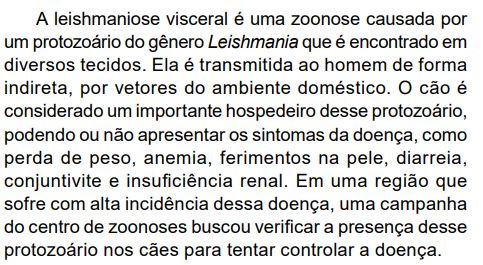 A leishmaniose visceral é uma zoonose causada por
um protozoário do gênero Leishmania que é encontrado em
diversos tecidos. Ela é transmitida ao homem de forma
indireta, por vetores do ambiente doméstico. O cão é
considerado um importante hospedeiro desse protozoário,
podendo ou não apresentar os sintomas da doença, como
perda de peso, anemia, ferimentos na pele, diarreia,
conjuntivite e insuficiência renal. Em uma região que
sofre com alta incidência dessa doença, uma campanha
do centro de zoonoses buscou verificar a presença desse
protozoário nos cães para tentar controlar a doença.